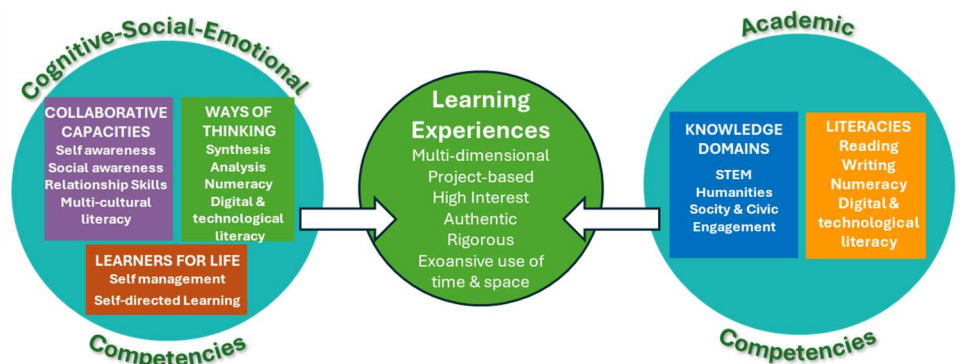 Cognitive-Social-Emotional
COLLABORATIVE
CAPACITIES
Self awareness
Social awareness
Relationship Skills
Multi-cultural
literacy
WAYS OF
THINKING
Synthesis
Analysis
Numeracy
Digital &
technological
literacy
LEARNERS FOR LIFE
Self management
Self-directed Learning
Competencies
Learning
Experiences
Multi-dimensional
Project-based
High Interest
Authentic
Rigorous
Exoansive use of
time & space
Academic
KNOWLEDGE
DOMAINS
STEM
Humanities
Socity & Civic
Engagement
LITERACIES
Reading
Writing
Numeracy
Digital &
technological
literacy
Competencies